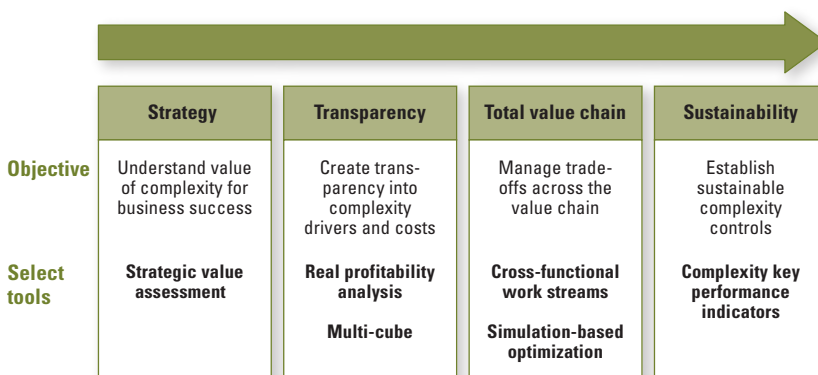 Strategy
Transparency
Total value chain
Sustainability
Objective
Understand value
of complexity for
business success
Create trans-
parency into
complexity
drivers and costs
Manage trade-
offs across the
value chain
Establish
sustainable
complexity
controls
Select
tools
Strategic value
assessment
Real profitability
analysis
Multi-cube
Cross-functional
work streams
Simulation-based
optimization
Complexity key
performance
indicators